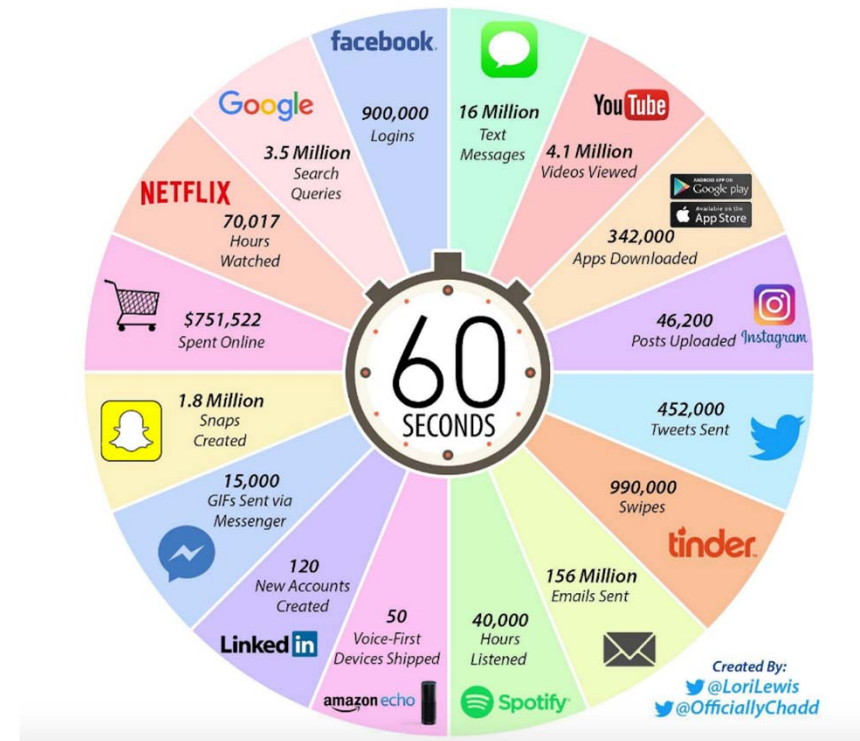 facebook
900,000
Logins
16 Million
Text
Messages
YouTube
4.1 Million
Videos Viewed
ANDROID APP ON
Google play
Available on the
App Store
342,000
Apps Downloaded
Instagram
46,200
Posts Uploaded
452,000
Tweets Sent
990,000
Swipes
tinder
156 Million
Emails Sent
40,000
Hours
Listened
Spotify
50
Voice-First
Devices Shipped
amazon echo
120
New Accounts
Created
Linked in
15,000
GIFs Sent via
Messenger
1.8 Million
Snaps
Created
$751,522
Spent Online
NETFLIX
70,017
Hours
Watched
Google
3.5 Million
Search
Queries
60
SECONDS
Created By:
@LoriLewis
@OfficiallyChadd